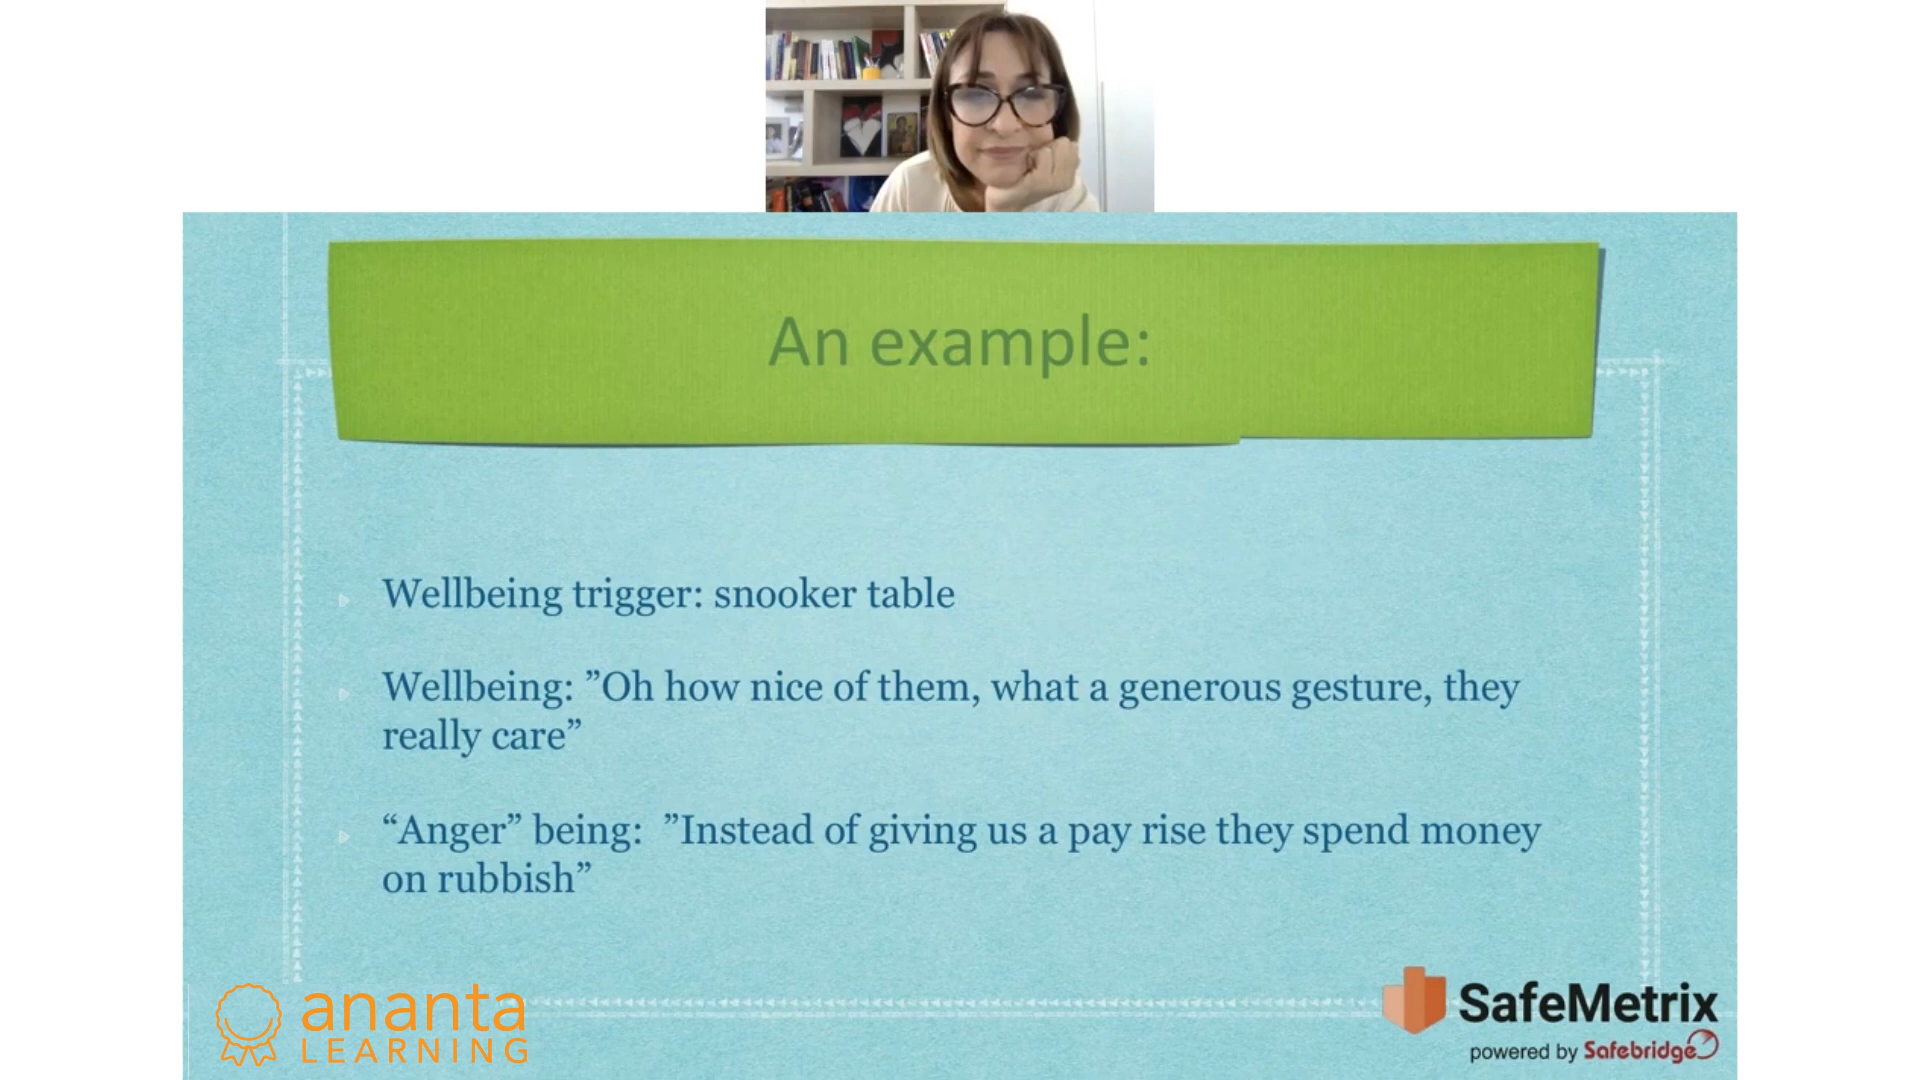 An example:
Wellbeing trigger: snooker table
Wellbeing: ”Oh how nice of them, what a generous gesture, they
really care”
“Anger” being:  ”Instead of giving us a pay rise they spend money
on rubbish”
ananta
LEARNING
SafeMetrix
powered by Safebridge